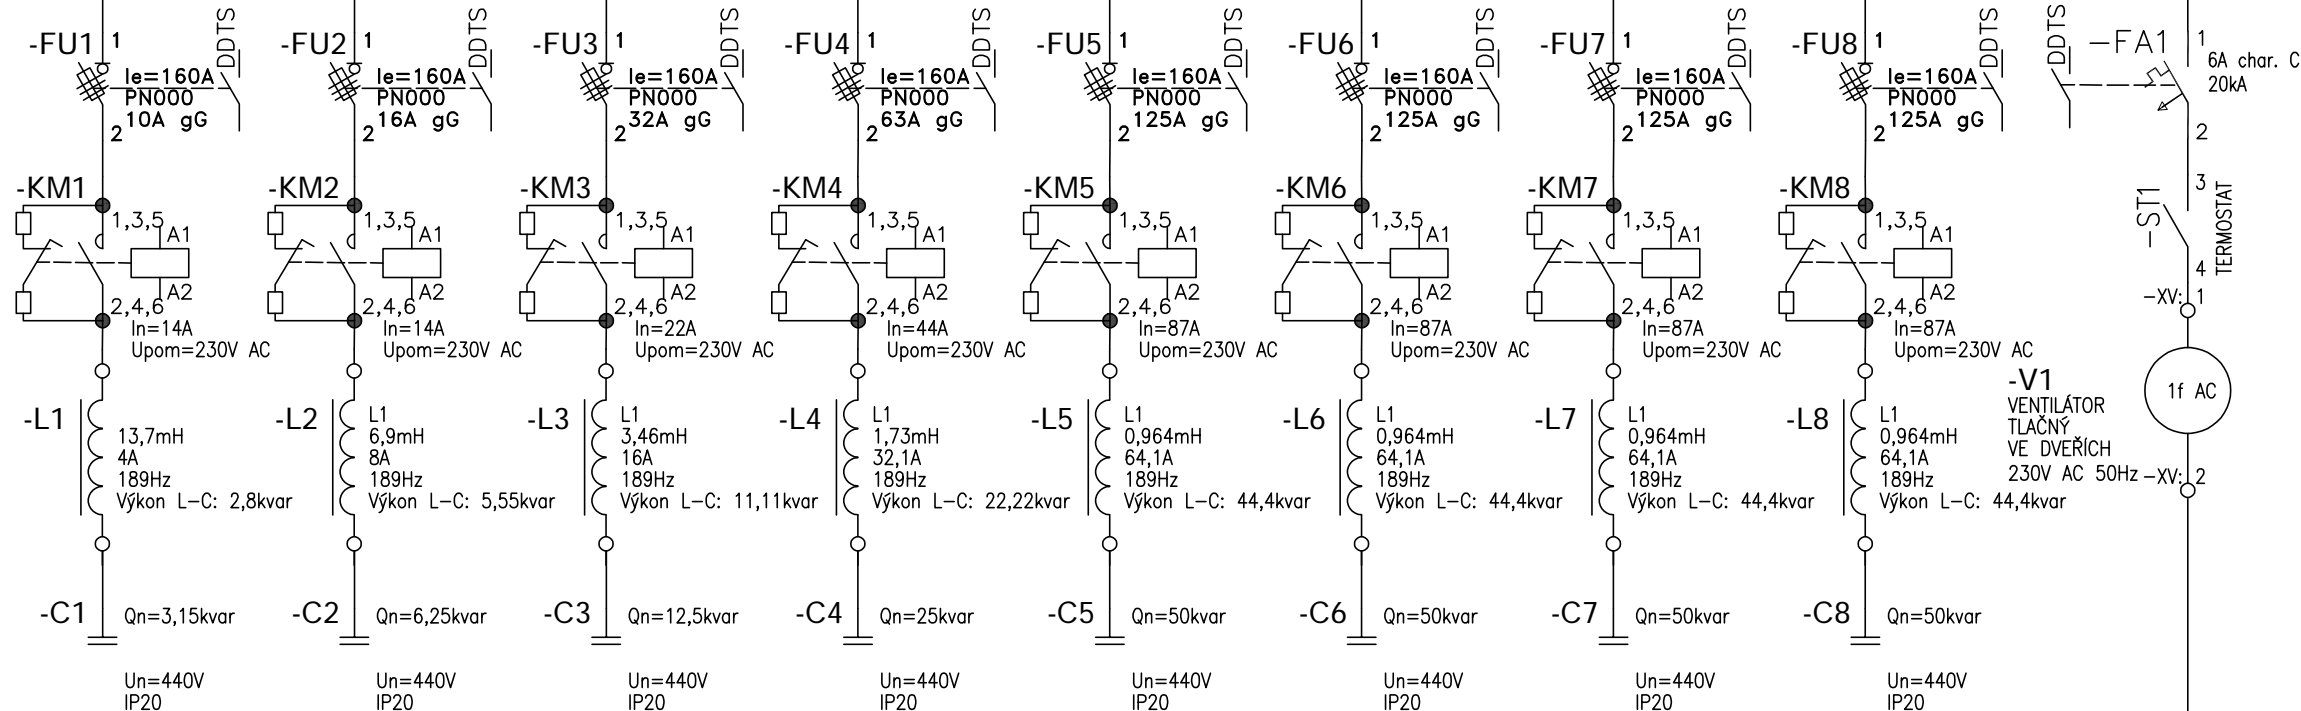 -FU1 1 DDTS
Ie=160A
PN000
10A gG
2
-KM1
1,3,5
A1
A2
2,4,6
In=14A
Upom=230V AC
-L1
13,7mH
4A
189Hz
Výkon L-C: 2,8kvar
-C1 Qn=3,15kvar
Un=440V
IP20
-FU2 1 DDTS
Ie=160A
PN000
16A gG
2
-KM2
1,3,5
A1
A2
2,4,6
In=14A
Upom=230V AC
-L2 L1
6,9mH
8A
189Hz
Výkon L-C: 5,55kvar
-C2 Qn=6,25kvar
Un=440V
IP20
-FU3 1 DDTS
Ie=160A
PN000
32A gG
2
-KM3
1,3,5
A1
A2
2,4,6
In=22A
Upom=230V AC
-L3 L1
3,46mH
16A
189Hz
Výkon L-C: 11,11kvar
-C3 Qn=12,5kvar
Un=440V
IP20
-FU4 1 DDTS
Ie=160A
PN000
63A gG
2
-KM4
1,3,5
A1
A2
2,4,6
In=44A
Upom=230V AC
-L4 L1
1,73mH
32,1A
189Hz
Výkon L-C: 22,22kvar
-C4 Qn=25kvar
Un=440V
IP20
-FU5 1 DDTS
Ie=160A
PN000
125A gG
2
-KM5
1,3,5
A1
A2
2,4,6
In=87A
Upom=230V AC
-L5 L1
0,964mH
64,1A
189Hz
Výkon L-C: 44,4kvar
-C5 Qn=50kvar
Un=440V
IP20
-FU6 1 DDTS
Ie=160A
PN000
125A gG
2
-KM6
1,3,5
A1
A2
2,4,6
In=87A
Upom=230V AC
-L6 L1
0,964mH
64,1A
189Hz
Výkon L-C: 44,4kvar
-C6 Qn=50kvar
Un=440V
IP20
-FU7 1 DDTS
Ie=160A
PN000
125A gG
2
-KM7
1,3,5
A1
A2
2,4,6
In=87A
Upom=230V AC
-L7 L1
0,964mH
64,1A
189Hz
Výkon L-C: 44,4kvar
-C7 Qn=50kvar
Un=440V
IP20
-FU8 1 DDTS
Ie=160A
PN000
125A gG
2
-KM8
1,3,5
A1
A2
2,4,6
In=87A
Upom=230V AC
-L8 L1
0,964mH
64,1A
189Hz
Výkon L-C: 44,4kvar
-C8 Qn=50kvar
Un=440V
IP20
DDTS
-FA1 1
6A char. C
20kA
2
3
-ST1
TERMOSTAT
4
-XV: 1
1f AC
-V1
VENTILÁTOR
TLAČNÝ
VE DVEŘÍCH
230V AC 50Hz
-XV: 2